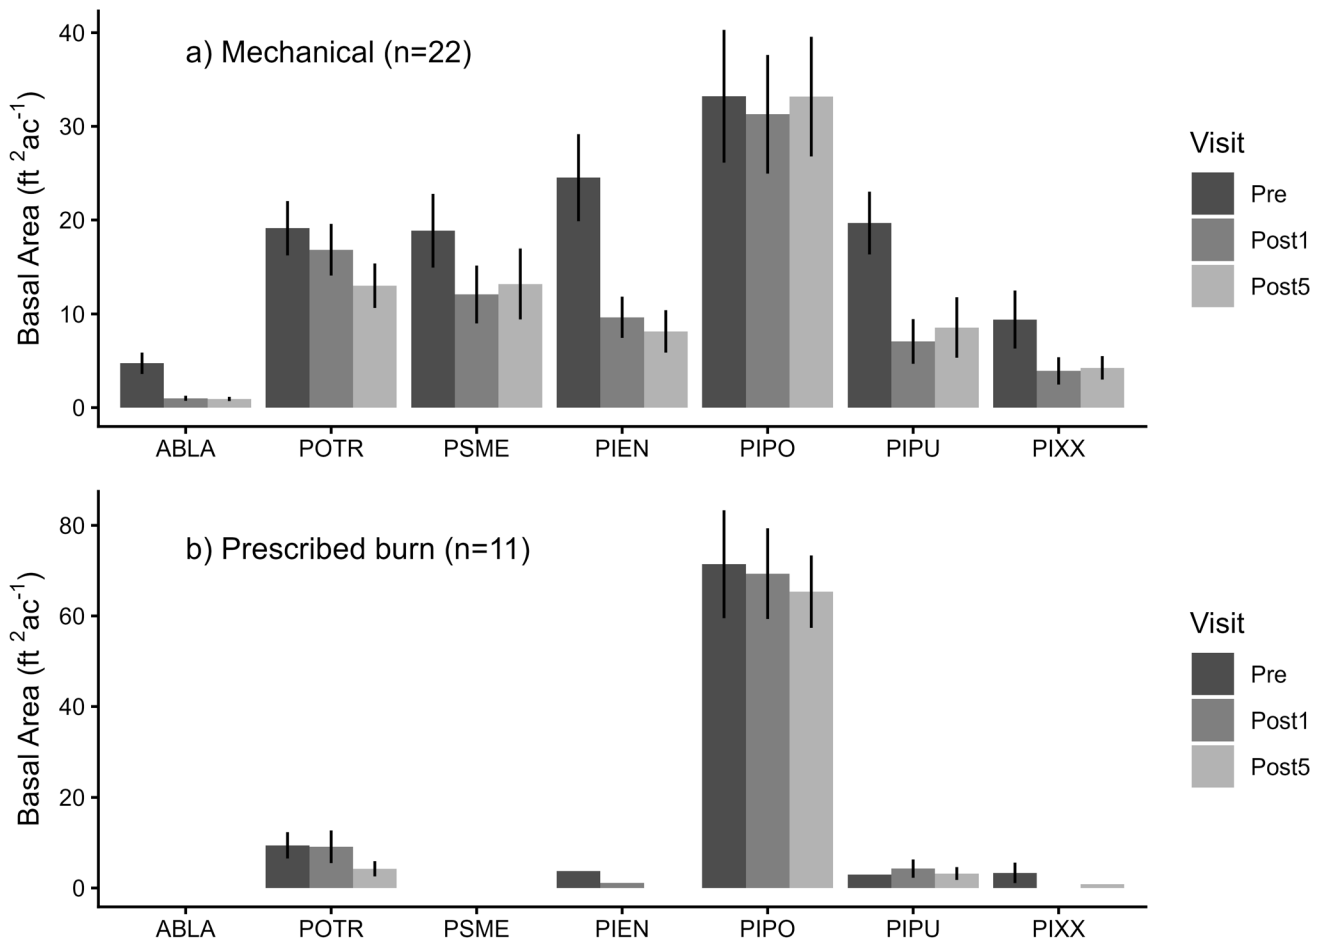 a) Mechanical (n=22)
Basal Area (ft ²ac⁻¹)
40
30
20
10
0
ABLA POTR PSME PIEN PIPO PIPU PIXX
Visit
Pre
Post1
Post5
b) Prescribed burn (n=11)
Basal Area (ft ²ac⁻¹)
80
60
40
20
0
ABLA POTR PSME PIEN PIPO PIPU PIXX
Visit
Pre
Post1
Post5